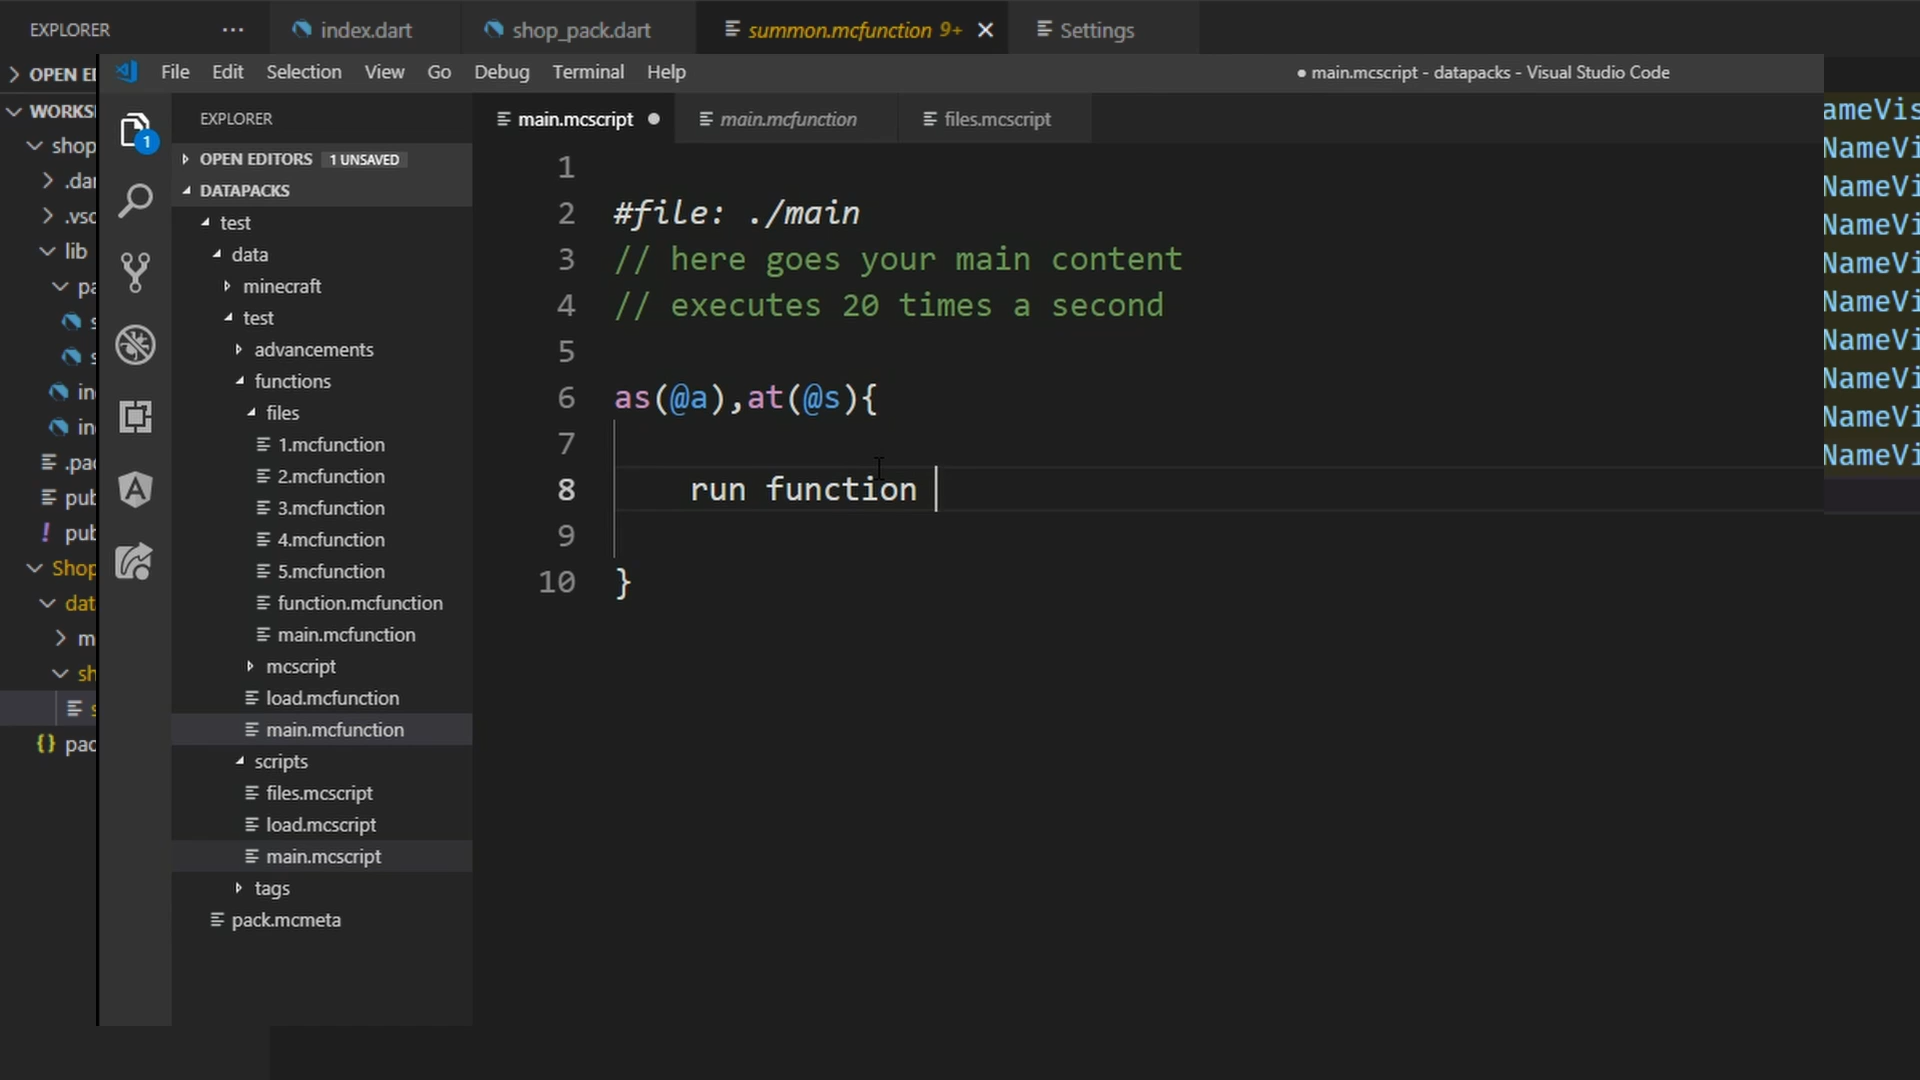 EXPLORER
index.dart
shop_pack.dart
summon.mcfunction 9+
Settings
OPEN
WORKS
shop
lib
Shop
File Edit Selection View Go Debug Terminal Help
● main.mcscript - datapacks - Visual Studio Code
1
EXPLORER
OPEN EDITORS 1 UNSAVED
DATAPACKS
test
data
minecraft
test
advancements
functions
files
1.mcfunction
2.mcfunction
3.mcfunction
4.mcfunction
5.mcfunction
function.mcfunction
main.mcfunction
mcscript
load.mcfunction
main.mcfunction
scripts
files.mcscript
load.mcscript
main.mcscript
tags
pack.mcmeta
main.mcscript
main.mcfunction
files.mcscript
1
2 #file: ./main
3 // here goes your main content
4 // executes 20 times a second
5
6 as(@a),at(@s){
7
8 run function
9
10 }
ameVis
NameVi
NameVi
NameVi
NameVi
NameVi
NameVi
NameVi
NameVi
NameVi